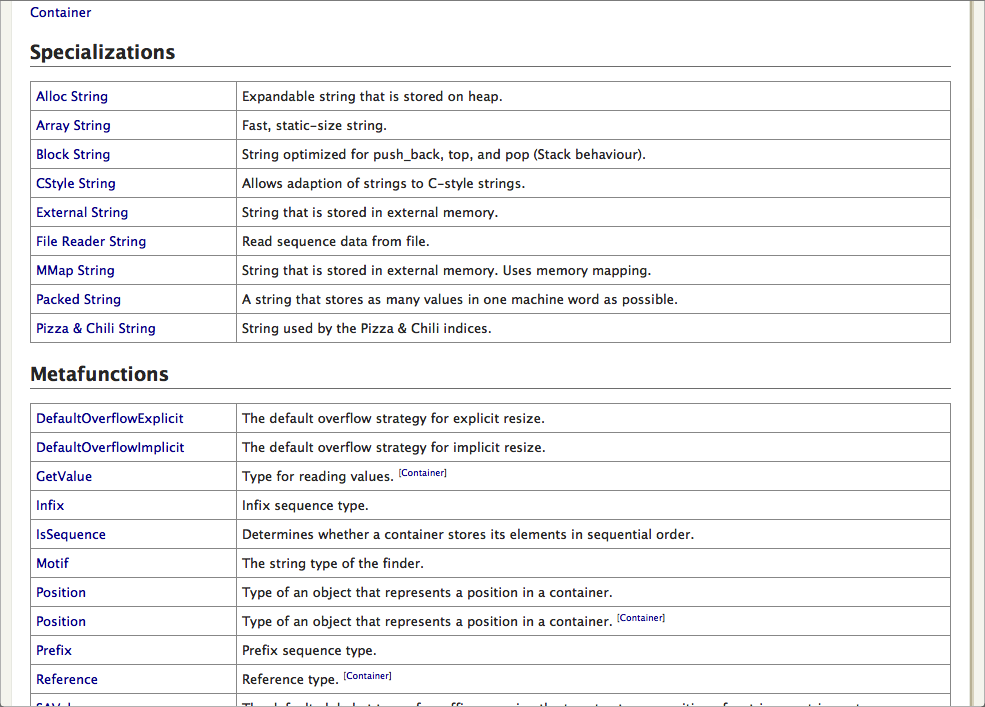 Container
Specializations
Alloc String Expandable string that is stored on heap.
Array String Fast, static-size string.
Block String String optimized for push_back, top, and pop (Stack behaviour).
CStyle String Allows adaption of strings to C-style strings.
External String String that is stored in external memory.
File Reader String Read sequence data from file.
MMap String String that is stored in external memory. Uses memory mapping.
Packed String A string that stores as many values in one machine word as possible.
Pizza & Chili String String used by the Pizza & Chili indices.
Metafunctions
DefaultOverflowExplicit The default overflow strategy for explicit resize.
DefaultOverflowImplicit The default overflow strategy for implicit resize.
GetValue Type for reading values. [Container]
Infix Infix sequence type.
IsSequence Determines whether a container stores its elements in sequential order.
Motif The string type of the finder.
Position Type of an object that represents a position in a container.
Position Type of an object that represents a position in a container. [Container]
Prefix Prefix sequence type.
Reference Reference type. [Container]